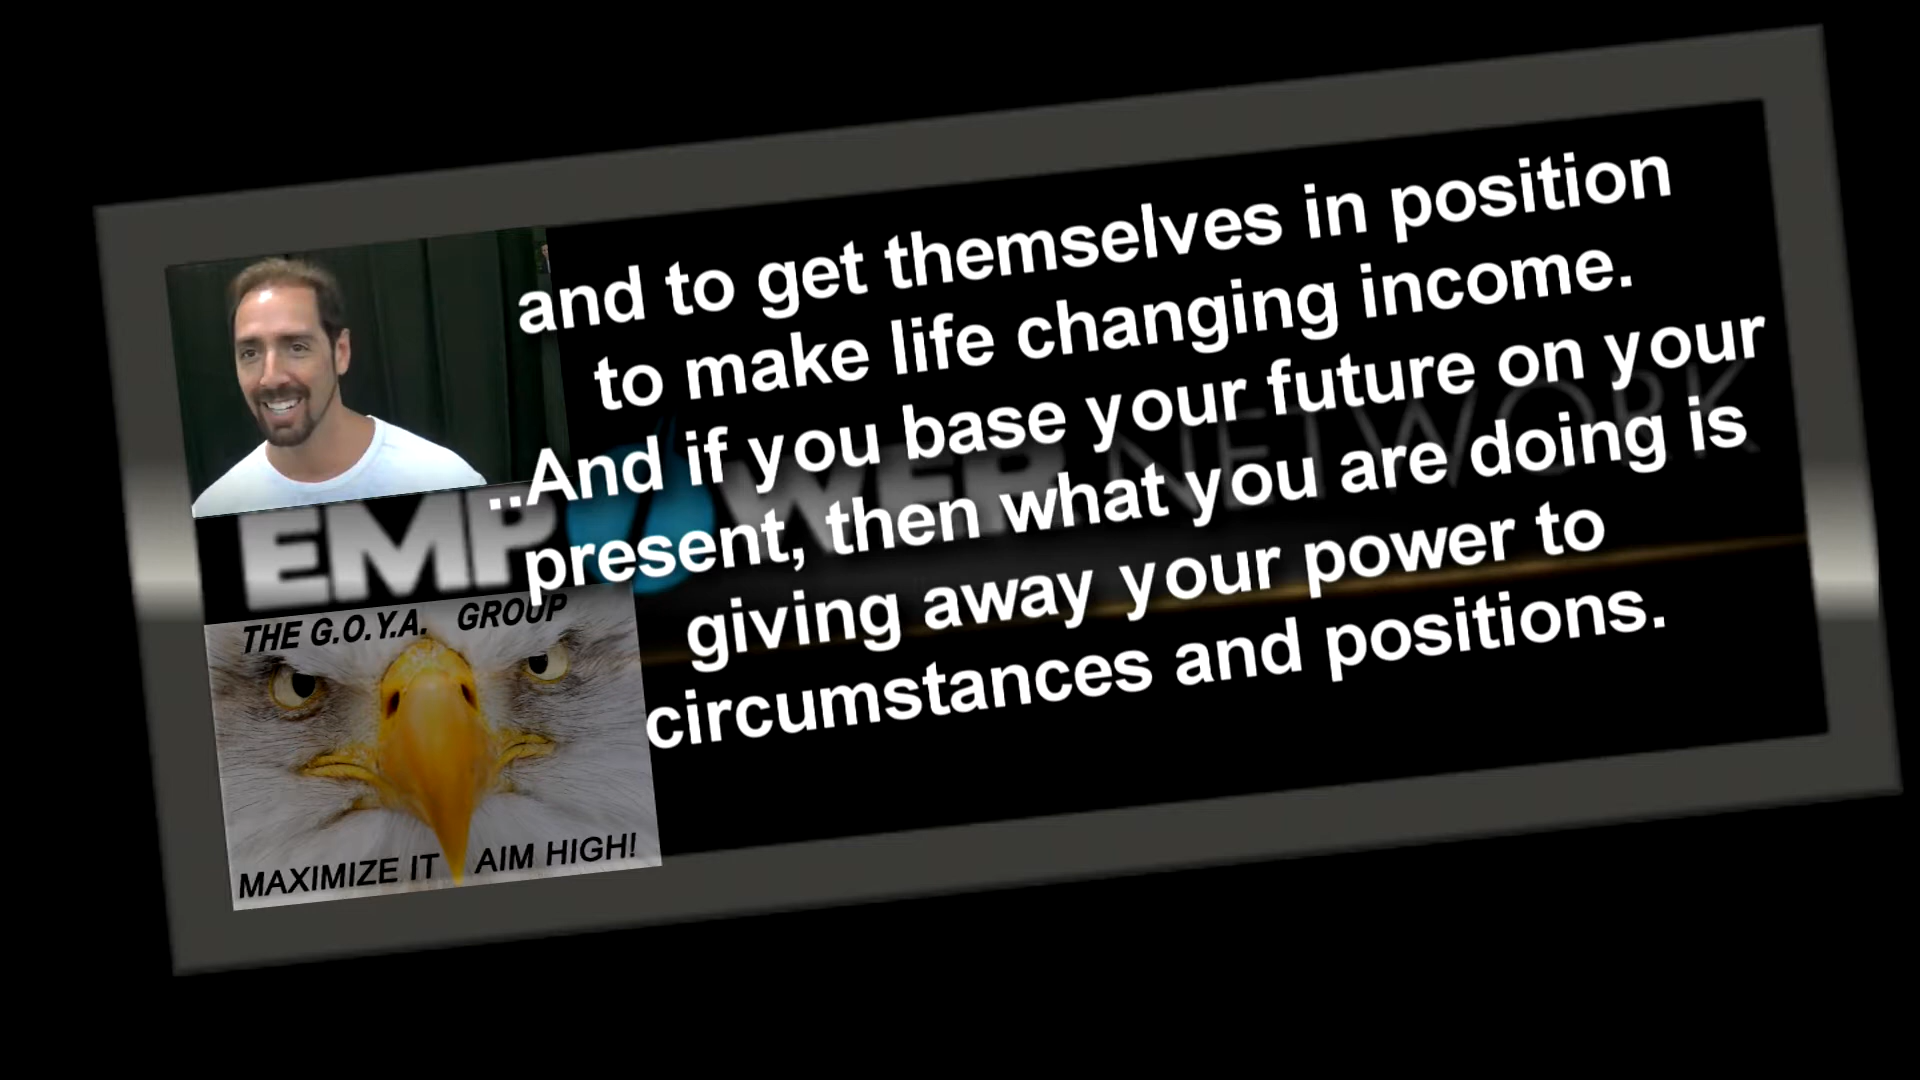 and to get themselves in position
to make life changing income.
..And if you base your future on your
present, then what you are doing is
giving away your power to
circumstances and positions.
EMPOWER NETWORK
THE G.O.Y.A. GROUP
MAXIMIZE IT AIM HIGH!